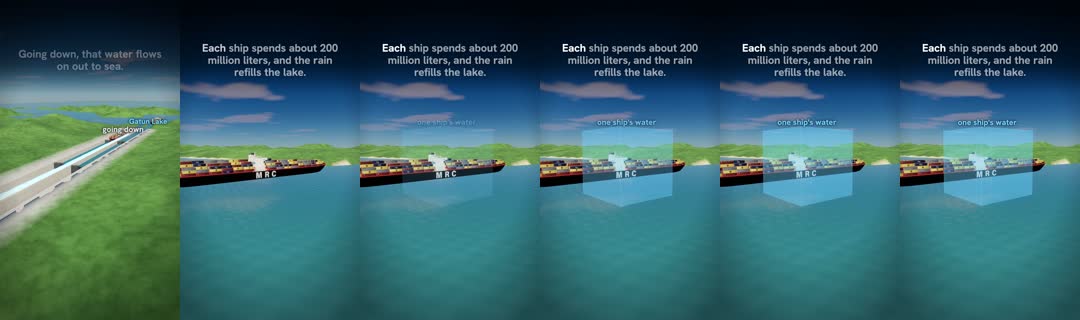 Going down, that water flows
on out to sea.
Gatun Lake
going down
Each ship spends about 200
million liters, and the rain
refills the lake.
MRC
Each ship spends about 200
million liters, and the rain
refills the lake.
one ship's water
MRC
Each ship spends about 200
million liters, and the rain
refills the lake.
one ship's water
MRC
Each ship spends about 200
million liters, and the rain
refills the lake.
one ship's water
MRC
Each ship spends about 200
million liters, and the rain
refills the lake.
one ship's water
MRC